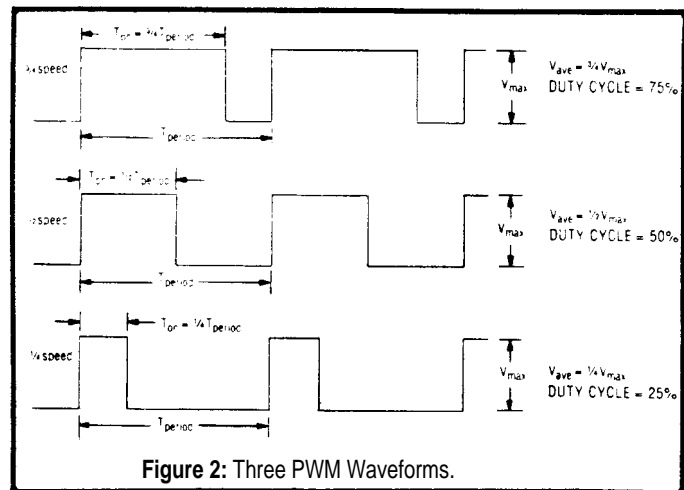 Ton = ¾ Tperiod
¾ speed
Vmax
Vave = ¾ Vmax
DUTY CYCLE = 75%
Tperiod
Ton = ½ Tperiod
½ speed
Vmax
Vave = ½ Vmax
DUTY CYCLE = 50%
Tperiod
Ton = ¼ Tperiod
¼ speed
Vmax
Vave = ¼ Vmax
DUTY CYCLE = 25%
Tperiod
Figure 2: Three PWM Waveforms.